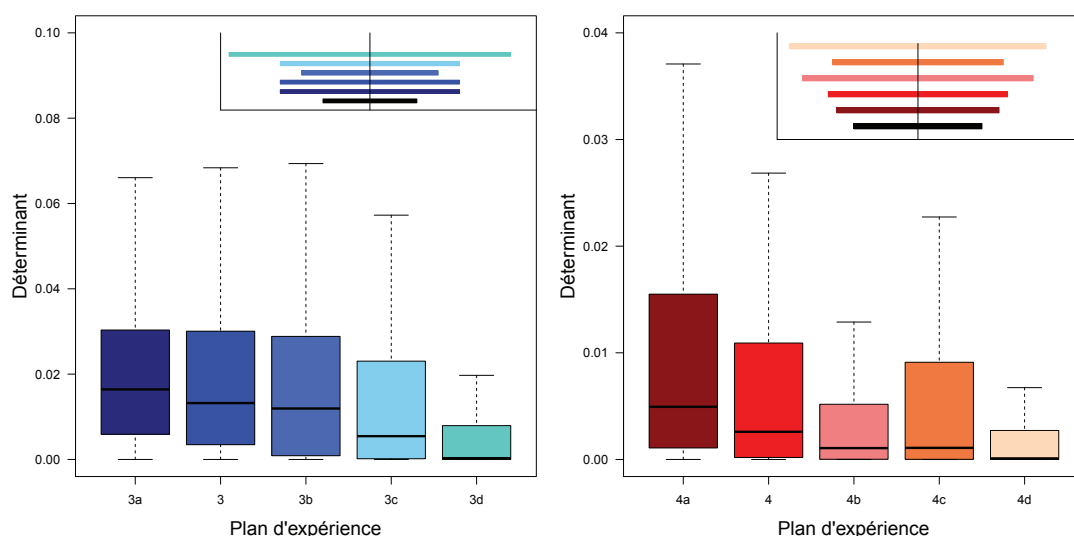 0.10
0.08
0.06
0.04
0.02
0.00
Déterminant
3a 3 3b 3c 3d
Plan d'expérience
0.04
0.03
0.02
0.01
0.00
Déterminant
4a 4 4b 4c 4d
Plan d'expérience